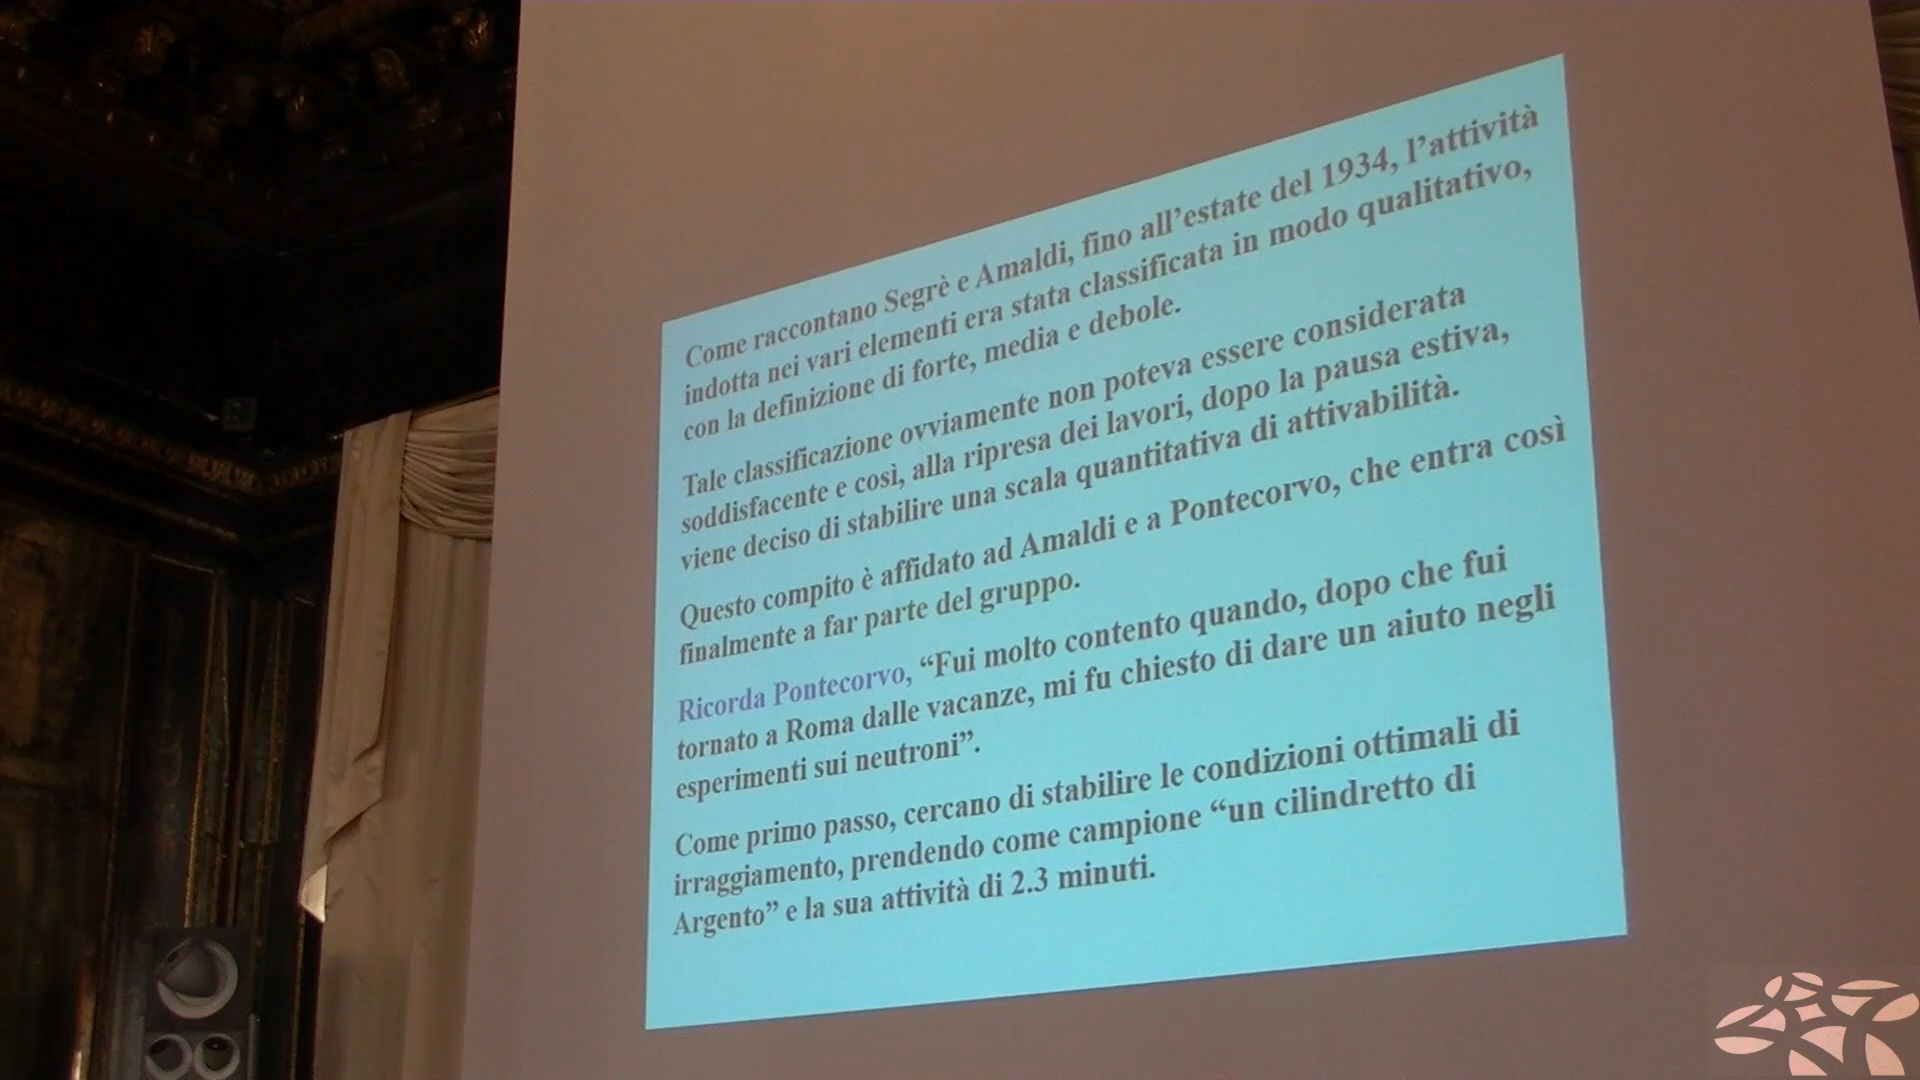 Come raccontano Segrè e Amaldi, fino all’estate del 1934, l’attività
indotta nei vari elementi era stata classificata in modo qualitativo,
con la definizione di forte, media e debole.
Tale classificazione ovviamente non poteva essere considerata
soddisfacente e così, alla ripresa dei lavori, dopo la pausa estiva,
viene deciso di stabilire una scala quantitativa di attivabilità.
Questo compito è affidato ad Amaldi e a Pontecorvo, che entra così
finalmente a far parte del gruppo.
Ricorda Pontecorvo, “Fui molto contento quando, dopo che fui
tornato a Roma dalle vacanze, mi fu chiesto di dare un aiuto negli
esperimenti sui neutroni”.
Come primo passo, cercano di stabilire le condizioni ottimali di
irraggiamento, prendendo come campione “un cilindretto di
Argento” e la sua attività di 2.3 minuti.